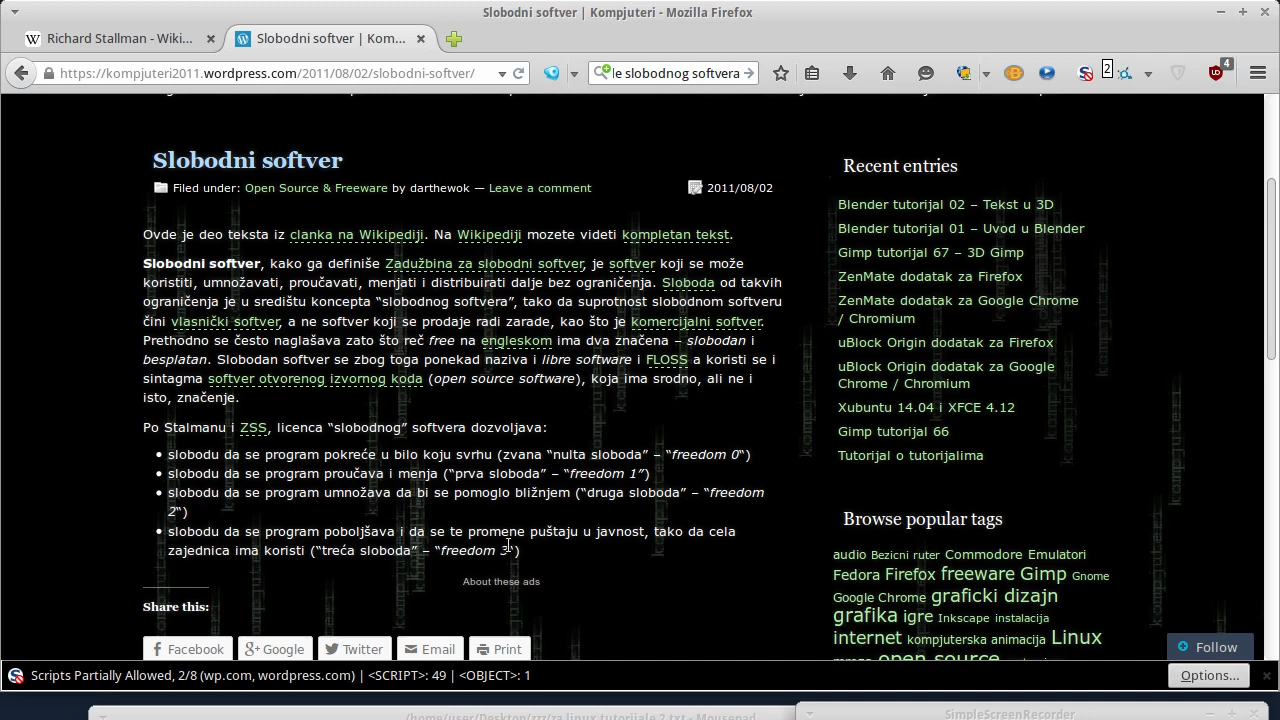 Slobodni softver | Kompjuteri - Mozilla Firefox
Richard Stallman - Wiki...
Slobodni softver | Kom...
https://kompjuteri2011.wordpress.com/2011/08/02/slobodni-softver/
le slobodnog softvera
2
4
Slobodni softver
Filed under: Open Source & Freeware by darthewok — Leave a comment
2011/08/02
Ovde je deo teksta iz clanka na Wikipediji. Na Wikipediji mozete videti kompletan tekst.
Slobodni softver, kako ga definiše Zadužbina za slobodni softver, je softver koji se može
koristiti, umnožavati, proučavati, menjati i distribuirati dalje bez ograničenja. Sloboda od takvih
ograničenja je u središtu koncepta “slobodnog softvera”, tako da suprotnost slobodnom softveru
čini vlasnički softver, a ne softver koji se prodaje radi zarade, kao što je komercijalni softver.
Prethodno se često naglašava zato što reč free na engleskom ima dva značena – slobodan i
besplatan. Slobodan softver se zbog toga ponekad naziva i libre software i FLOSS a koristi se i
sintagma softver otvorenog izvornog koda (open source software), koja ima srodno, ali ne i
isto, značenje.
Po Stalmanu i ZSS, licenca “slobodnog” softvera dozvoljava:
slobodu da se program pokreće u bilo koju svrhu (zvana “nulta sloboda” – “freedom 0“)
slobodu da se program proučava i menja (“prva sloboda” – “freedom 1”)
slobodu da se program umnožava da bi se pomoglo bližnjem (“druga sloboda” – “freedom
2“)
slobodu da se program poboljšava i da se te promene puštaju u javnost, tako da cela
zajednica ima koristi (“treća sloboda” – “freedom 3“)
About these ads
Share this:
Facebook
Google
Twitter
Email
Print
Recent entries
Blender tutorijal 02 – Tekst u 3D
Blender tutorijal 01 – Uvod u Blender
Gimp tutorijal 67 – 3D Gimp
ZenMate dodatak za Firefox
ZenMate dodatak za Google Chrome
/ Chromium
uBlock Origin dodatak za Firefox
uBlock Origin dodatak za Google
Chrome / Chromium
Xubuntu 14.04 i XFCE 4.12
Gimp tutorijal 66
Tutorijal o tutorijalima
Browse popular tags
audio Bezicni ruter Commodore Emulatori
Fedora Firefox freeware Gimp Gnome
Google Chrome graficki dizajn
grafika igre Inkscape instalacija
internet kompjuterska animacija Linux
open source
Follow
Scripts Partially Allowed, 2/8 (wp.com, wordpress.com) | <SCRIPT>: 49 | <OBJECT>: 1
Options...
/home/user/Desktop/zzz/za linux tutorijale 2.txt - Mousepad
SimpleScreenRecorder